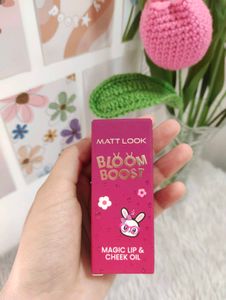 MATT LOOK
BLOOM
BOOST
MAGIC LIP &
CHEEK OIL